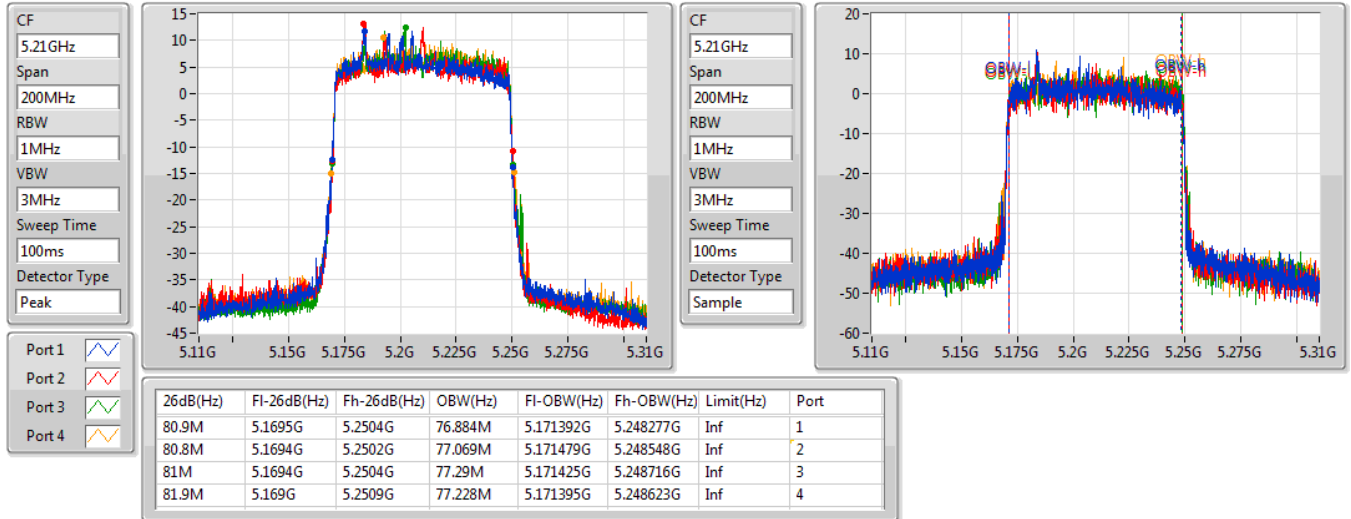 CF
5.21GHz
Span
200MHz
RBW
1MHz
VBW
3MHz
Sweep Time
100ms
Detector Type
Peak
15
10
5
0
-5
-10
-15
-20
-25
-30
-35
-40
-45
5.11G 5.15G 5.175G 5.2G 5.225G 5.25G 5.275G 5.31G
CF
5.21GHz
Span
200MHz
RBW
1MHz
VBW
3MHz
Sweep Time
100ms
Detector Type
Sample
20
10
0
-10
-20
-30
-40
-50
-60
OBW-l OBW-h
5.11G 5.15G 5.175G 5.2G 5.225G 5.25G 5.275G 5.31G
Port 1
Port 2
Port 3
Port 4
26dB(Hz) Fl-26dB(Hz) Fh-26dB(Hz) OBW(Hz) Fl-OBW(Hz) Fh-OBW(Hz) Limit(Hz) Port
80.9M 5.1695G 5.2504G 76.884M 5.171392G 5.248277G Inf 1
80.8M 5.1694G 5.2502G 77.069M 5.171479G 5.248548G Inf 2
81M 5.1694G 5.2504G 77.29M 5.171425G 5.248716G Inf 3
81.9M 5.169G 5.2509G 77.228M 5.171395G 5.248623G Inf 4